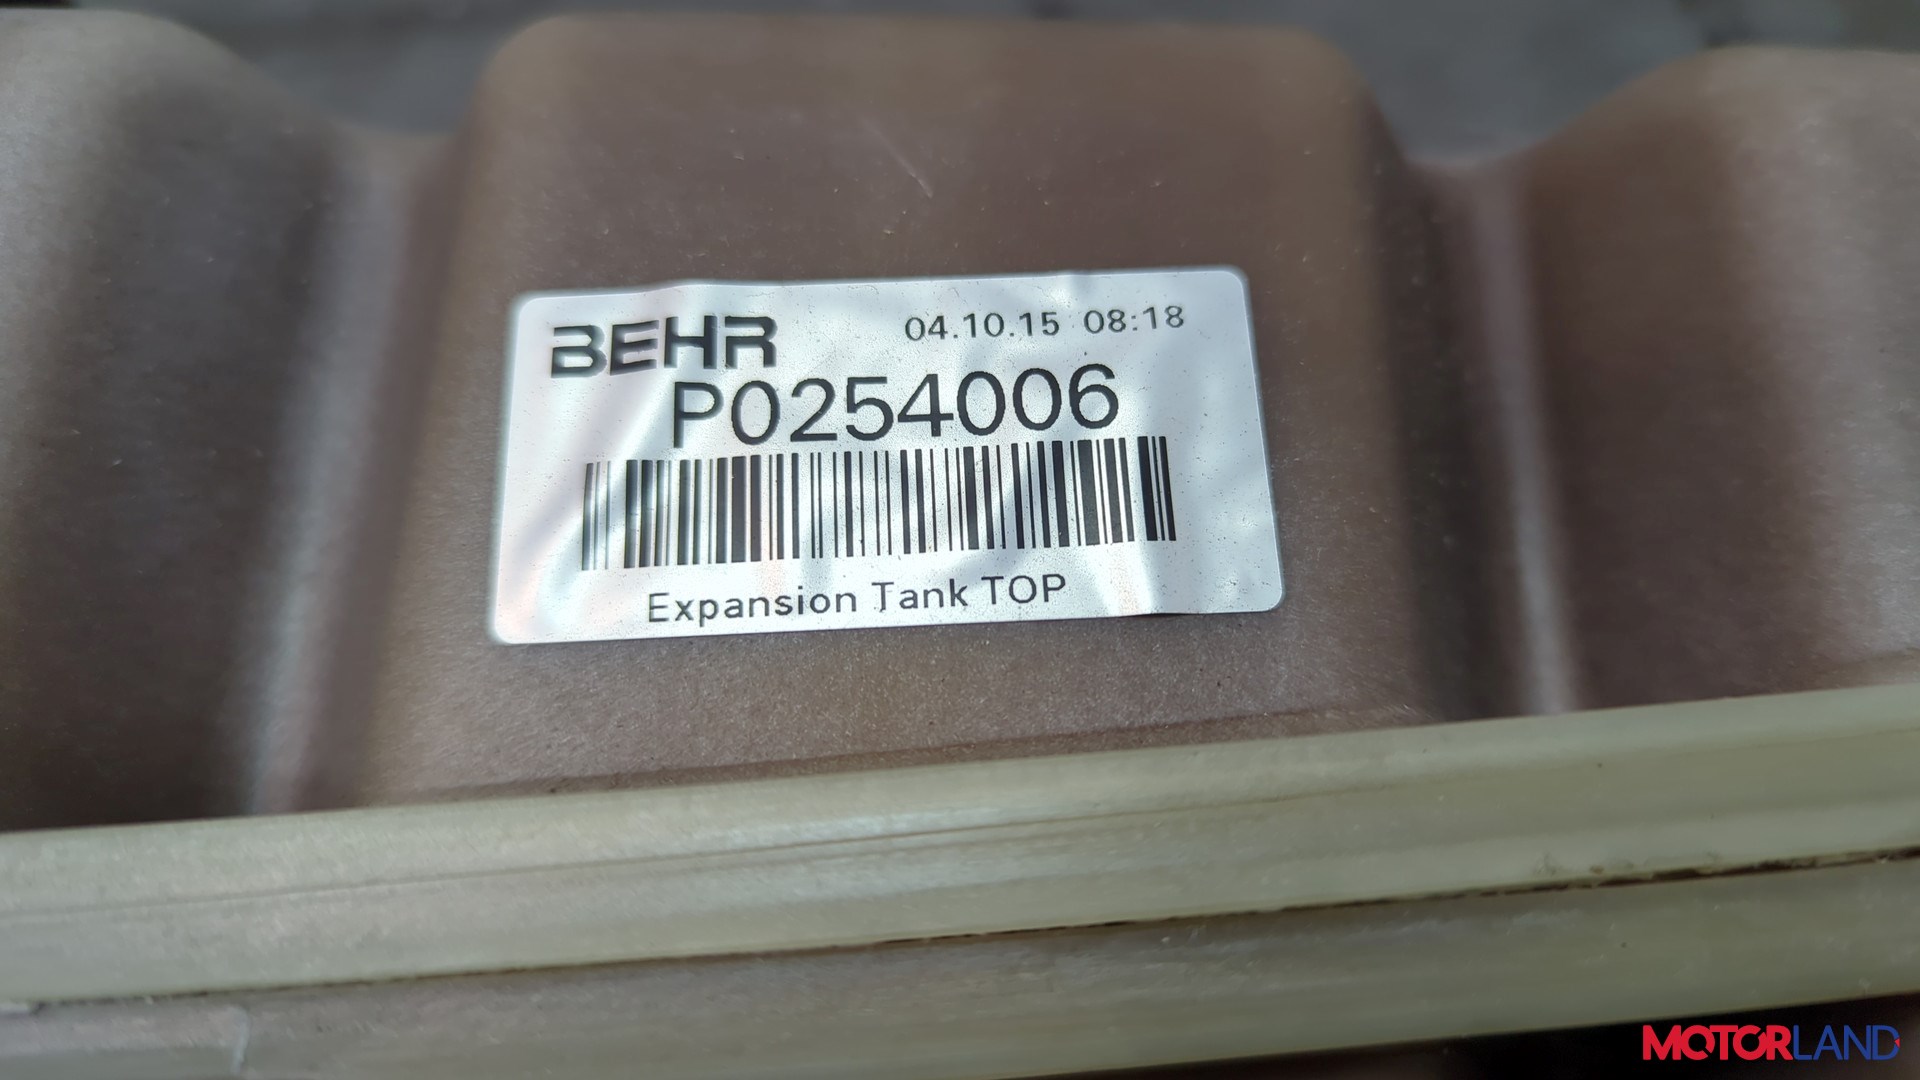 BEHR 04.10.15 08:18
P0254006
Expansion Tank TOP
MOTORLAND